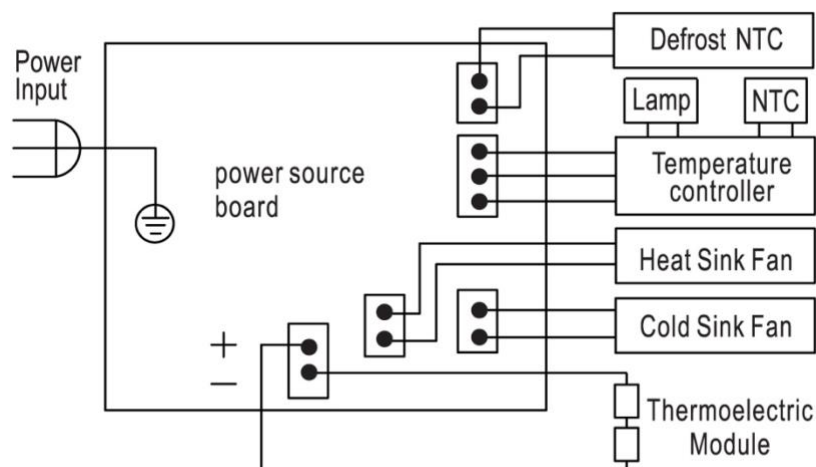 Power
Input
power source
board
+
—
Defrost NTC
Lamp
NTC
Temperature
controller
Heat Sink Fan
Cold Sink Fan
Thermoelectric
Module